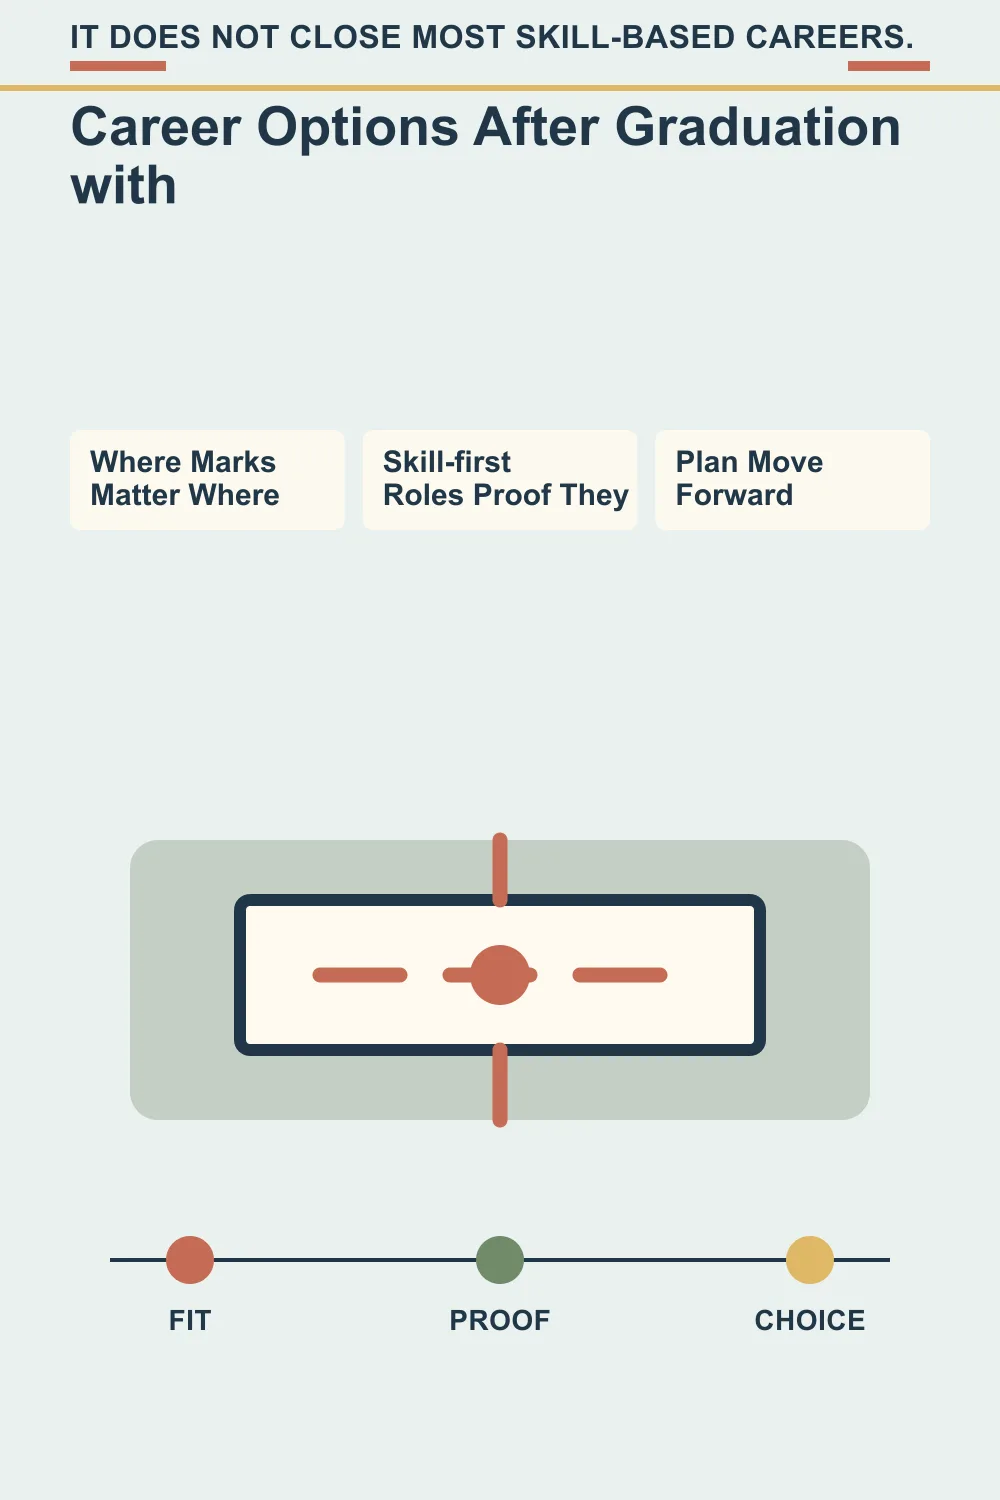 IT DOES NOT CLOSE MOST SKILL-BASED CAREERS.
Career Options After Graduation
with
Where Marks
Matter Where
Skill-first
Roles Proof They
Plan Move
Forward
FIT
PROOF
CHOICE